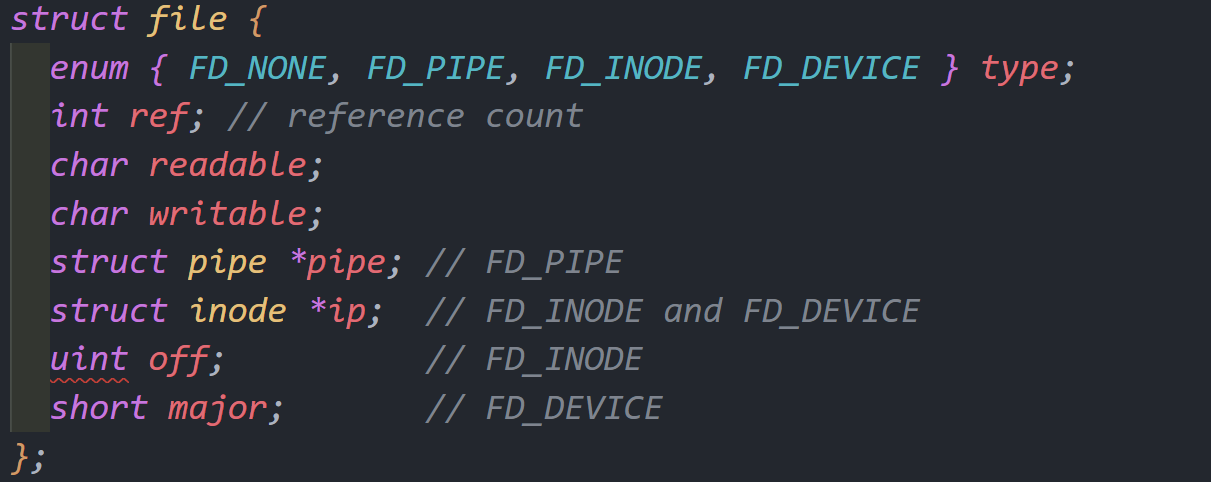 struct file {
  enum { FD_NONE, FD_PIPE, FD_INODE, FD_DEVICE } type;
  int ref; // reference count
  char readable;
  char writable;
  struct pipe *pipe; // FD_PIPE
  struct inode *ip;  // FD_INODE and FD_DEVICE
  uint off;          // FD_INODE
  short major;       // FD_DEVICE
};